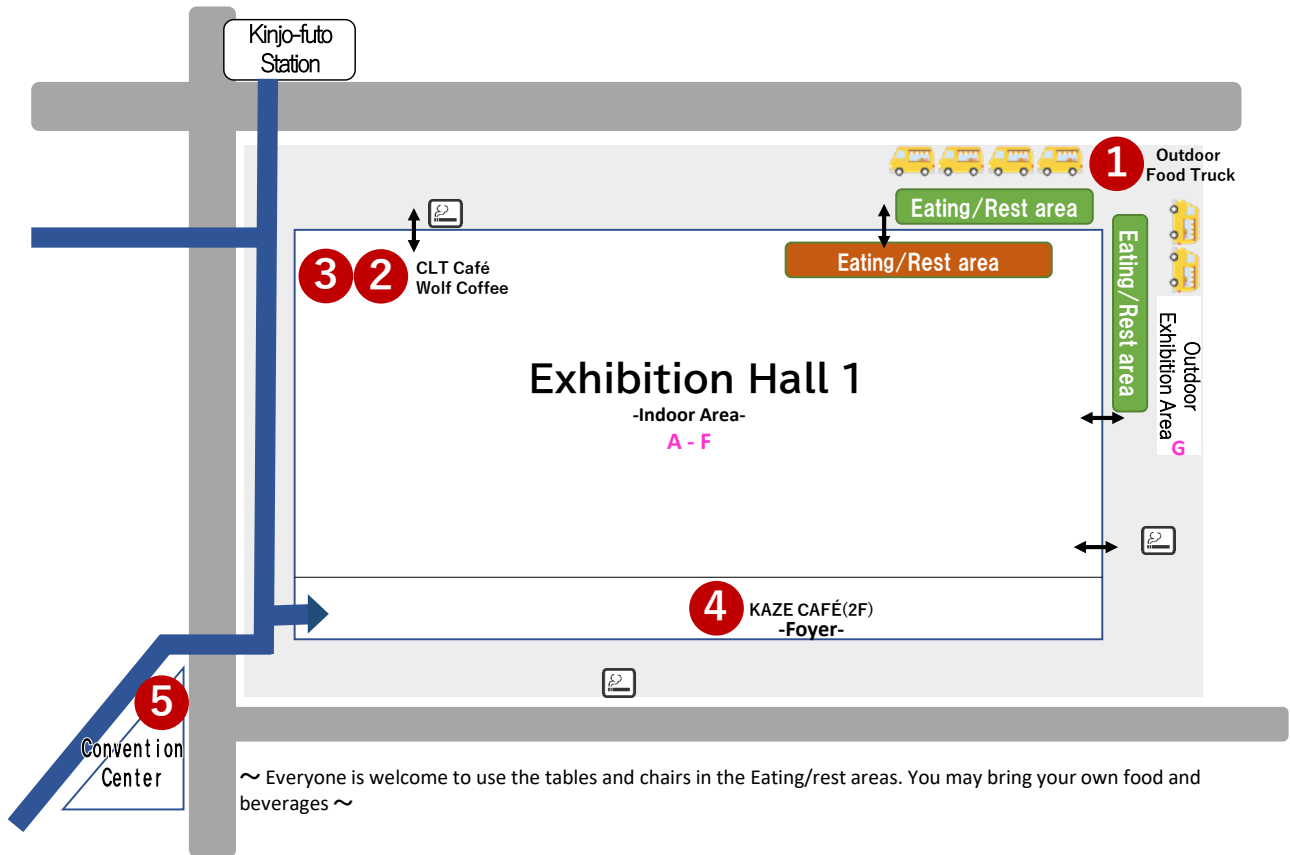 Kinjo-futo
Station
1
Outdoor
Food Truck
Eating/Rest area
Eating/Rest area
Eating/Rest area
3
2
CLT Café
Wolf Coffee
Outdoor
Exhibition Area
G
Exhibition Hall 1
-Indoor Area-
A - F
4
KAZE CAFÉ(2F)
-Foyer-
5
Convention
Center
～ Everyone is welcome to use the tables and chairs in the Eating/rest areas. You may bring your own food and
beverages ～